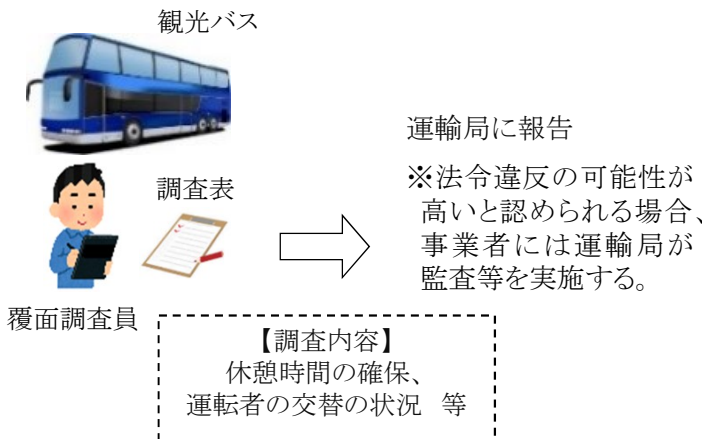 観光バス
調査表
覆面調査員
運輸局に報告
※法令違反の可能性が
高いと認められる場合、
事業者には運輸局が
監査等を実施する。
【調査内容】
休憩時間の確保、
運転者の交替の状況 等